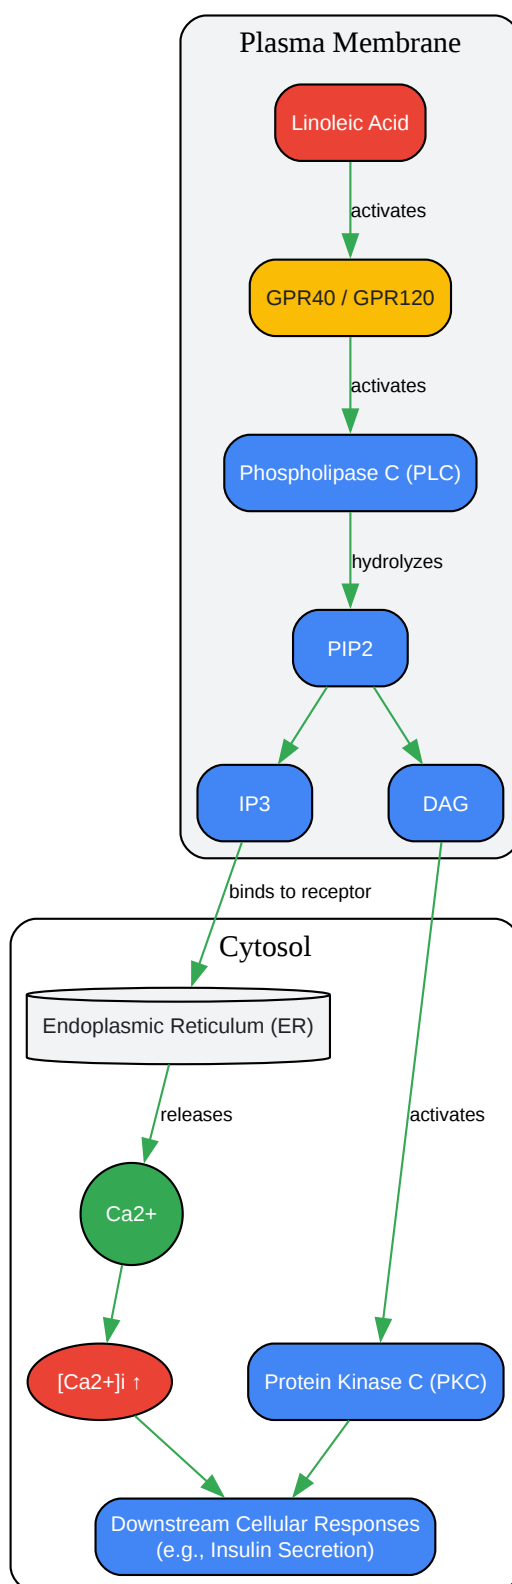 Plasma Membrane
Linoleic Acid
activates
GPR40 / GPR120
activates
Phospholipase C (PLC)
hydrolyzes
PIP2
IP3
DAG
binds to receptor
Cytosol
Endoplasmic Reticulum (ER)
releases
activates
Ca2+
[Ca2+]i ↑
Protein Kinase C (PKC)
Downstream Cellular Responses
(e.g., Insulin Secretion)